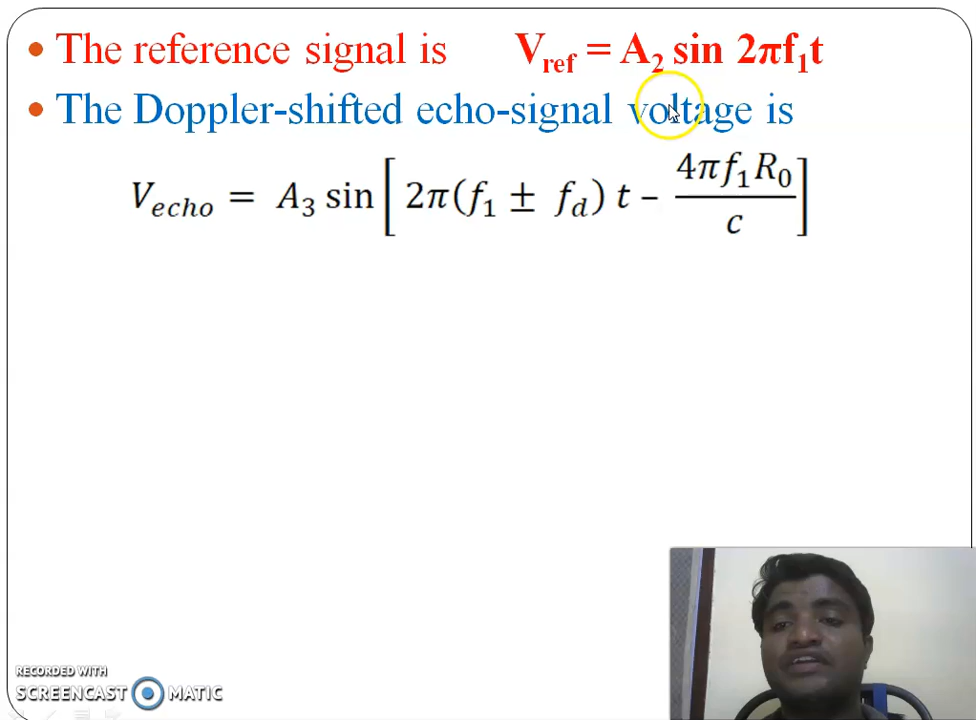 • The reference signal is V_ref = A_2 sin 2πf_1t
• The Doppler-shifted echo-signal voltage is
V_echo = A_3 sin [ 2π(f_1 ± f_d) t – 4πf_1R_0 / c ]
RECORDED WITH
SCREENCAST MATIC